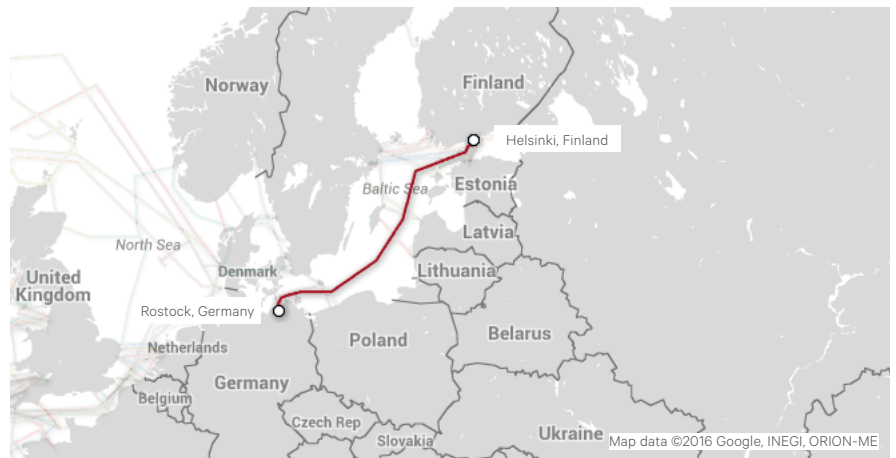 Norway
Finland
Helsinki, Finland
Baltic Sea
Estonia
North Sea
Latvia
Denmark
Lithuania
United
Kingdom
Rostock, Germany
Belarus
Poland
Netherlands
Germany
Belgium
Czech Rep
Slovakia
Ukraine
Map data ©2016 Google, INEGI, ORION-ME